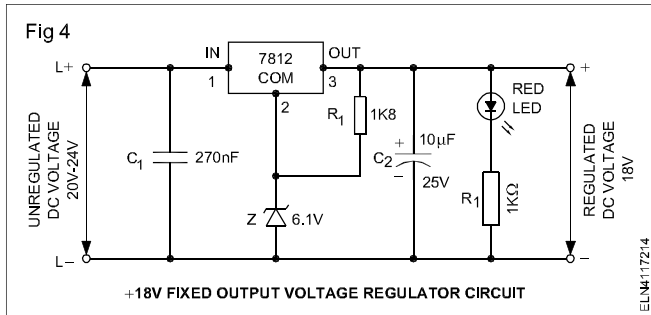 Fig 4
L+
IN
7812
COM
OUT
1
2
3
+
R1
1K8
RED
LED
UNREGULATED
DC VOLTAGE
20V-24V
C1
270nF
+
10µF
C2
−
25V
R1
1KΩ
REGULATED
DC VOLTAGE
18V
Z
6.1V
L−
−
+18V FIXED OUTPUT VOLTAGE REGULATOR CIRCUIT
ELN4117214